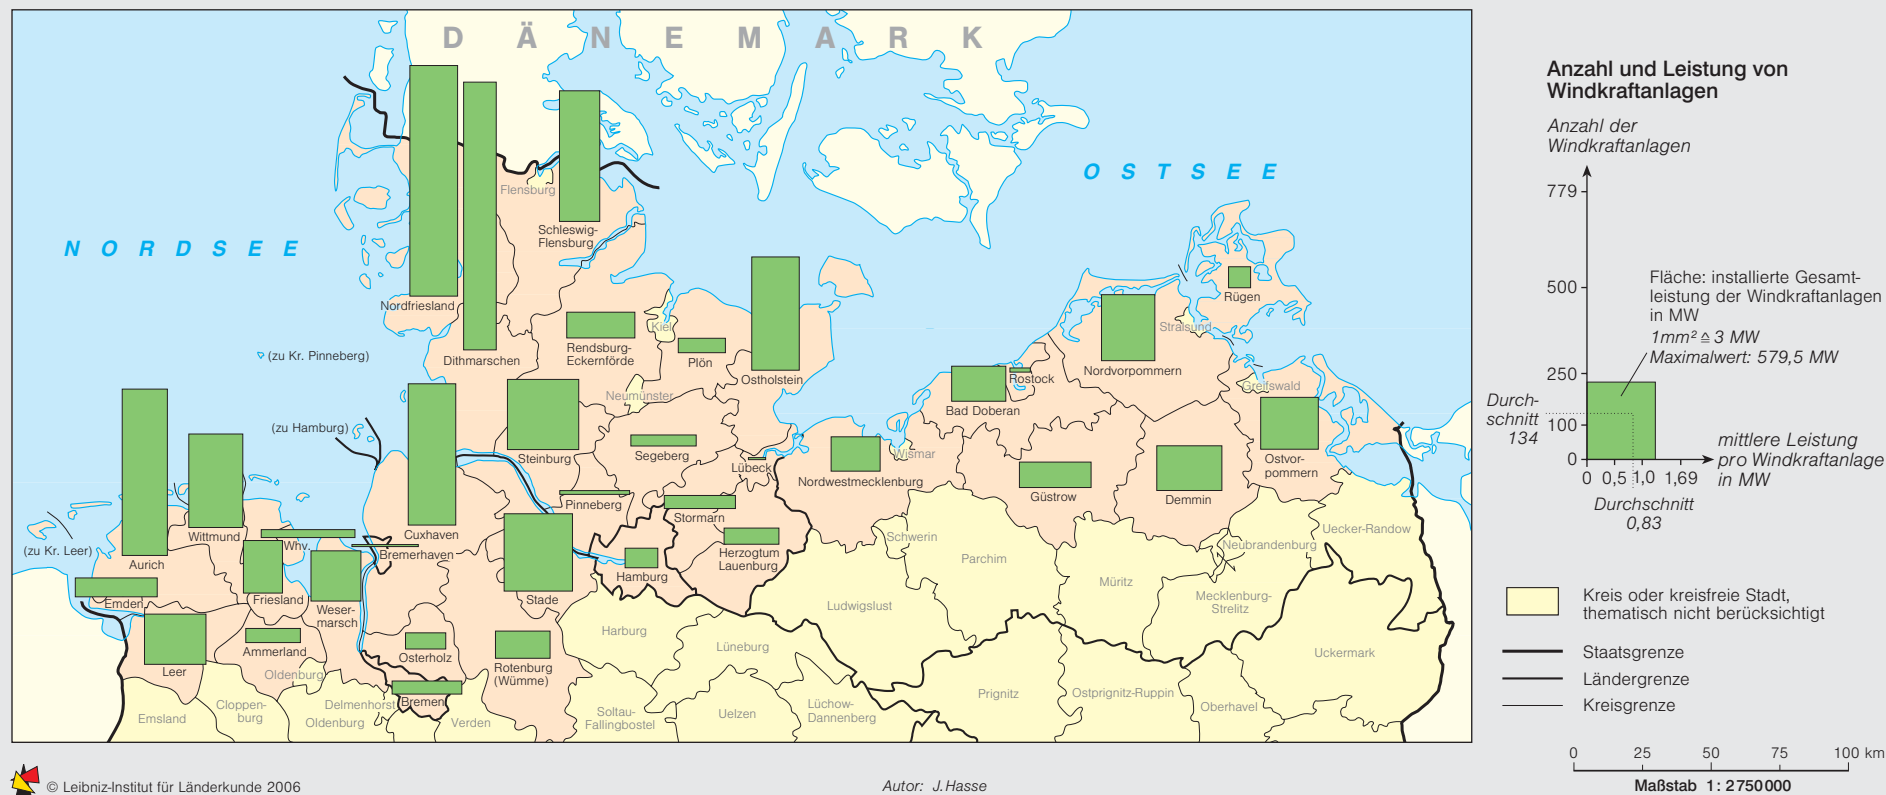 DÄNEMARK
NORDSEE
OSTSEE
Flensburg
Schleswig-
Flensburg
Nordfriesland
Dithmarschen
Rendsburg-
Eckernförde
Kiel
Plön
Ostholstein
Neumünster
(zu Kr. Pinneberg)
(zu Hamburg)
(zu Kr. Leer)
Steinburg
Segeberg
Lübeck
Pinneberg
Stormarn
Herzogtum
Lauenburg
Hamburg
Rügen
Stralsund
Nordvorpommern
Rostock
Bad Doberan
Greifswald
Wismar
Nordwestmecklenburg
Güstrow
Demmin
Ostvor-
pommern
Uecker-Randow
Neubrandenburg
Schwerin
Parchim
Müritz
Mecklenburg-
Strelitz
Ludwigslust
Uckermark
Prignitz
Ostprignitz-Ruppin
Oberhavel
Aurich
Wittmund
Whv.
Bremerhaven
Cuxhaven
Emden
Friesland
Weser-
marsch
Stade
Leer
Ammerland
Osterholz
Rotenburg
(Wümme)
Oldenburg
Bremen
Delmenhorst
Oldenburg
Emsland
Cloppen-
burg
Verden
Harburg
Lüneburg
Soltau-
Fallingbostel
Uelzen
Lüchow-
Dannenberg
Anzahl und Leistung von
Windkraftanlagen
Anzahl der
Windkraftanlagen
779
500
250
100
0
Durch-
schnitt
134
Fläche: installierte Gesamt-
leistung der Windkraftanlagen
in MW
1mm² ≙ 3 MW
Maximalwert: 579,5 MW
mittlere Leistung
pro Windkraftanlage
in MW
0 0,5 1,0 1,69
Durchschnitt
0,83
Kreis oder kreisfreie Stadt,
thematisch nicht berücksichtigt
Staatsgrenze
Ländergrenze
Kreisgrenze
0 25 50 75 100 km
Maßstab 1 : 2750000
© Leibniz-Institut für Länderkunde 2006
Autor: J. Hasse